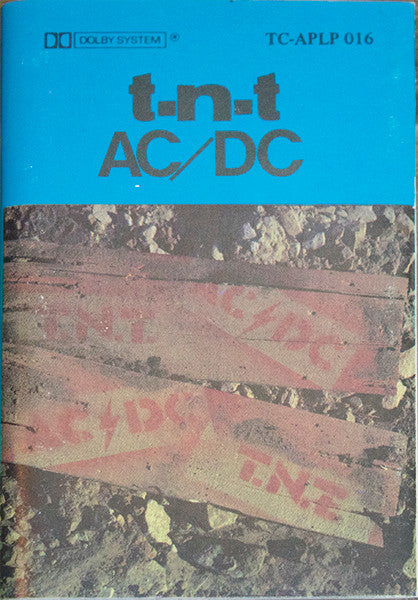 DOLBY SYSTEM ®
TC-APLP 016
t-n-t
AC/DC
T.N.T. AC⚡DC
AC⚡DC T.N.T.